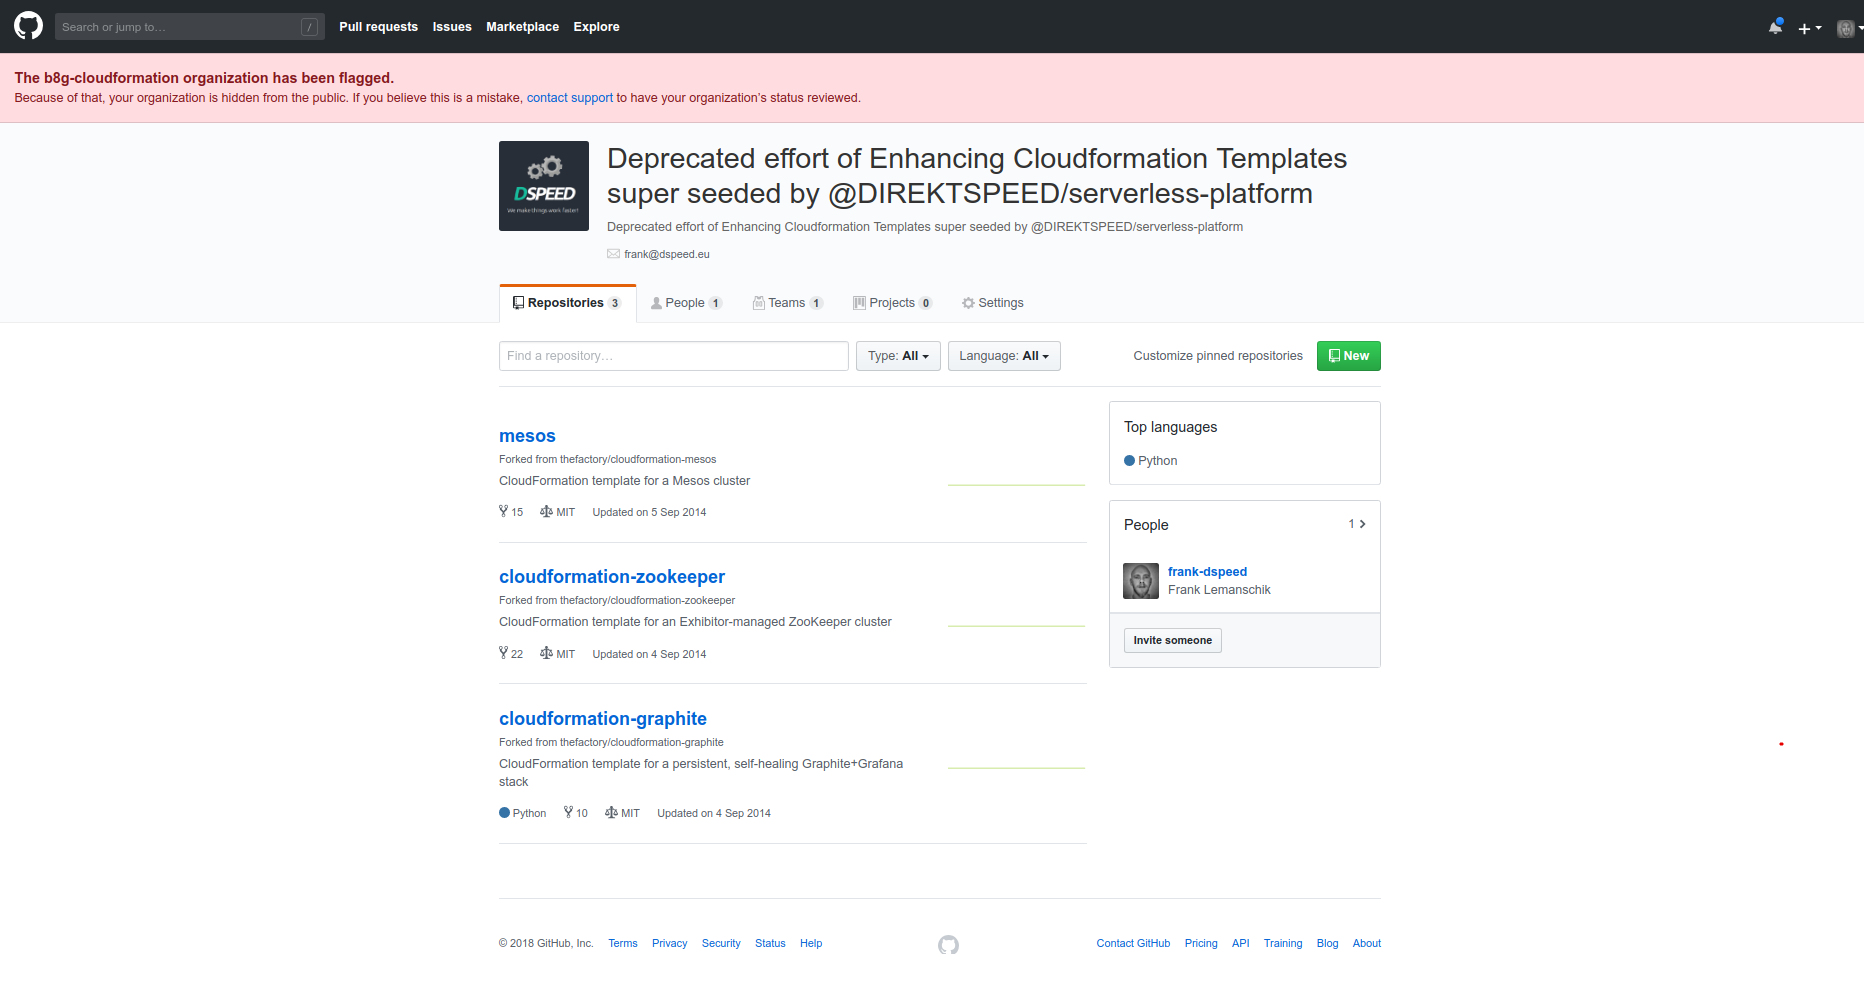 Search or jump to…
/
Pull requests
Issues
Marketplace
Explore
The b8g-cloudformation organization has been flagged.
Because of that, your organization is hidden from the public. If you believe this is a mistake, contact support to have your organization's status reviewed.
DSPEED
We make things work faster!
Deprecated effort of Enhancing Cloudformation Templates
super seeded by @DIREKTSPEED/serverless-platform
Deprecated effort of Enhancing Cloudformation Templates super seeded by @DIREKTSPEED/serverless-platform
frank@dspeed.eu
Repositories 3
People 1
Teams 1
Projects 0
Settings
Find a repository…
Type: All
Language: All
Customize pinned repositories
New
mesos
Forked from thefactory/cloudformation-mesos
CloudFormation template for a Mesos cluster
15 MIT Updated on 5 Sep 2014
cloudformation-zookeeper
Forked from thefactory/cloudformation-zookeeper
CloudFormation template for an Exhibitor-managed ZooKeeper cluster
22 MIT Updated on 4 Sep 2014
cloudformation-graphite
Forked from thefactory/cloudformation-graphite
CloudFormation template for a persistent, self-healing Graphite+Grafana
stack
Python 10 MIT Updated on 4 Sep 2014
Top languages
Python
People 1
frank-dspeed
Frank Lemanschik
Invite someone
© 2018 GitHub, Inc. Terms Privacy Security Status Help
Contact GitHub Pricing API Training Blog About